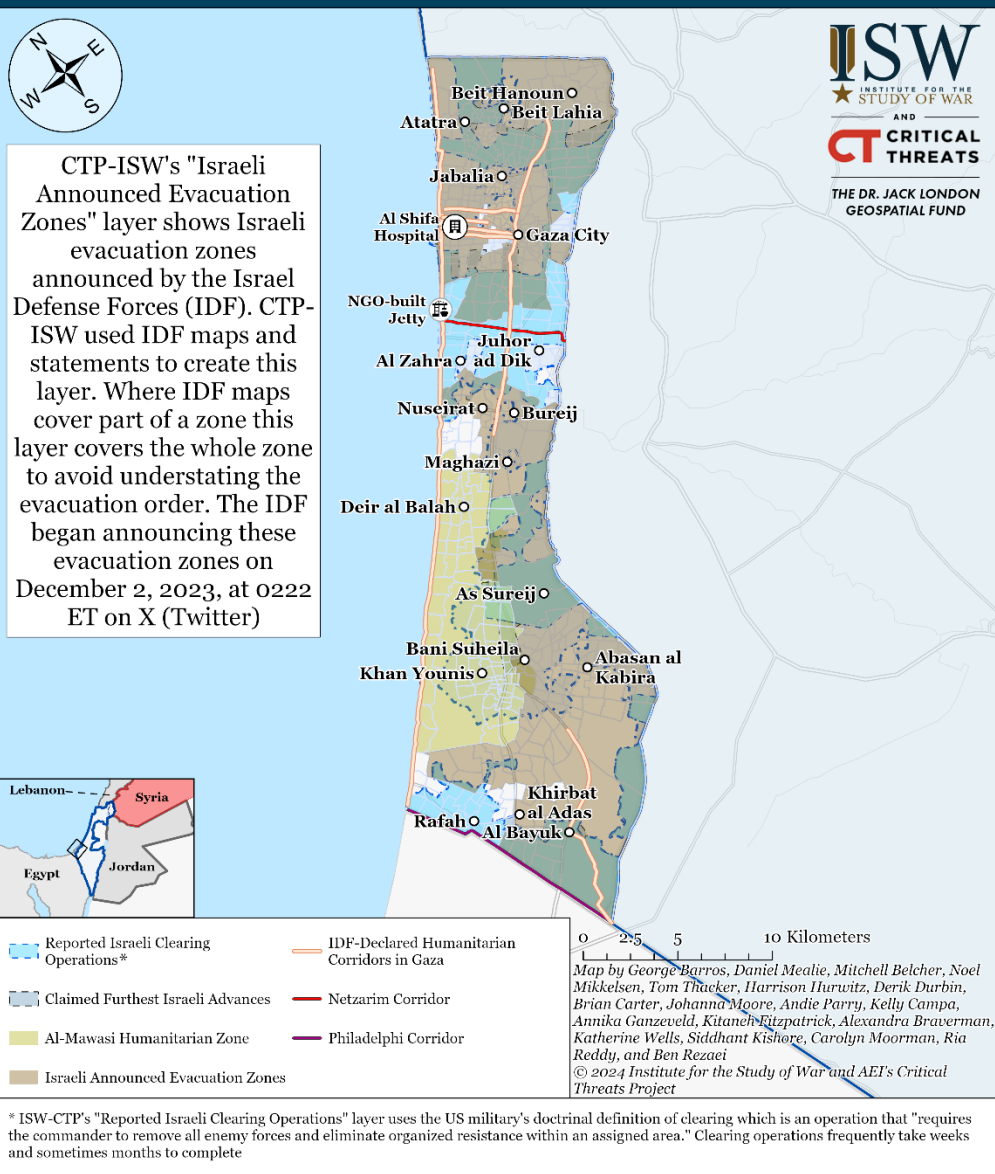 N
E
W
S
ISW
INSTITUTE FOR THE
STUDY OF WAR
AND
CT CRITICAL
THREATS
THE DR. JACK LONDON
GEOSPATIAL FUND
CTP-ISW's "Israeli
Announced Evacuation
Zones" layer shows Israeli
evacuation zones
announced by the Israel
Defense Forces (IDF). CTP-
ISW used IDF maps and
statements to create this
layer. Where IDF maps
cover part of a zone this
layer covers the whole zone
to avoid understating the
evacuation order. The IDF
began announcing these
evacuation zones on
December 2, 2023, at 0222
ET on X (Twitter)
Beit Hanoun
Beit Lahia
Atatra
Jabalia
Al Shifa
Hospital
Gaza City
NGO-built
Jetty
Juhor
ad Dik
Al Zahra
Nuseirat
Bureij
Maghazi
Deir al Balah
As Sureij
Bani Suheila
Abasan al
Kabira
Khan Younis
Khirbat
al Adas
Rafah
Al Bayuk
Lebanon
Syria
Jordan
Egypt
Reported Israeli Clearing
Operations*
Claimed Furthest Israeli Advances
Al-Mawasi Humanitarian Zone
Israeli Announced Evacuation Zones
IDF-Declared Humanitarian
Corridors in Gaza
Netzarim Corridor
Philadelphi Corridor
0 2.5 5 10 Kilometers
Map by George Barros, Daniel Mealie, Mitchell Belcher, Noel
Mikkelsen, Tom Thacker, Harrison Hurwitz, Derik Durbin,
Brian Carter, Johanna Moore, Andie Parry, Kelly Campa,
Annika Ganzeveld, Kitaneh Fitzpatrick, Alexandra Braverman,
Katherine Wells, Siddhant Kishore, Carolyn Moorman, Ria
Reddy, and Ben Rezaei
© 2024 Institute for the Study of War and AEI's Critical
Threats Project
* ISW-CTP's "Reported Israeli Clearing Operations" layer uses the US military's doctrinal definition of clearing which is an operation that "requires
the commander to remove all enemy forces and eliminate organized resistance within an assigned area." Clearing operations frequently take weeks
and sometimes months to complete